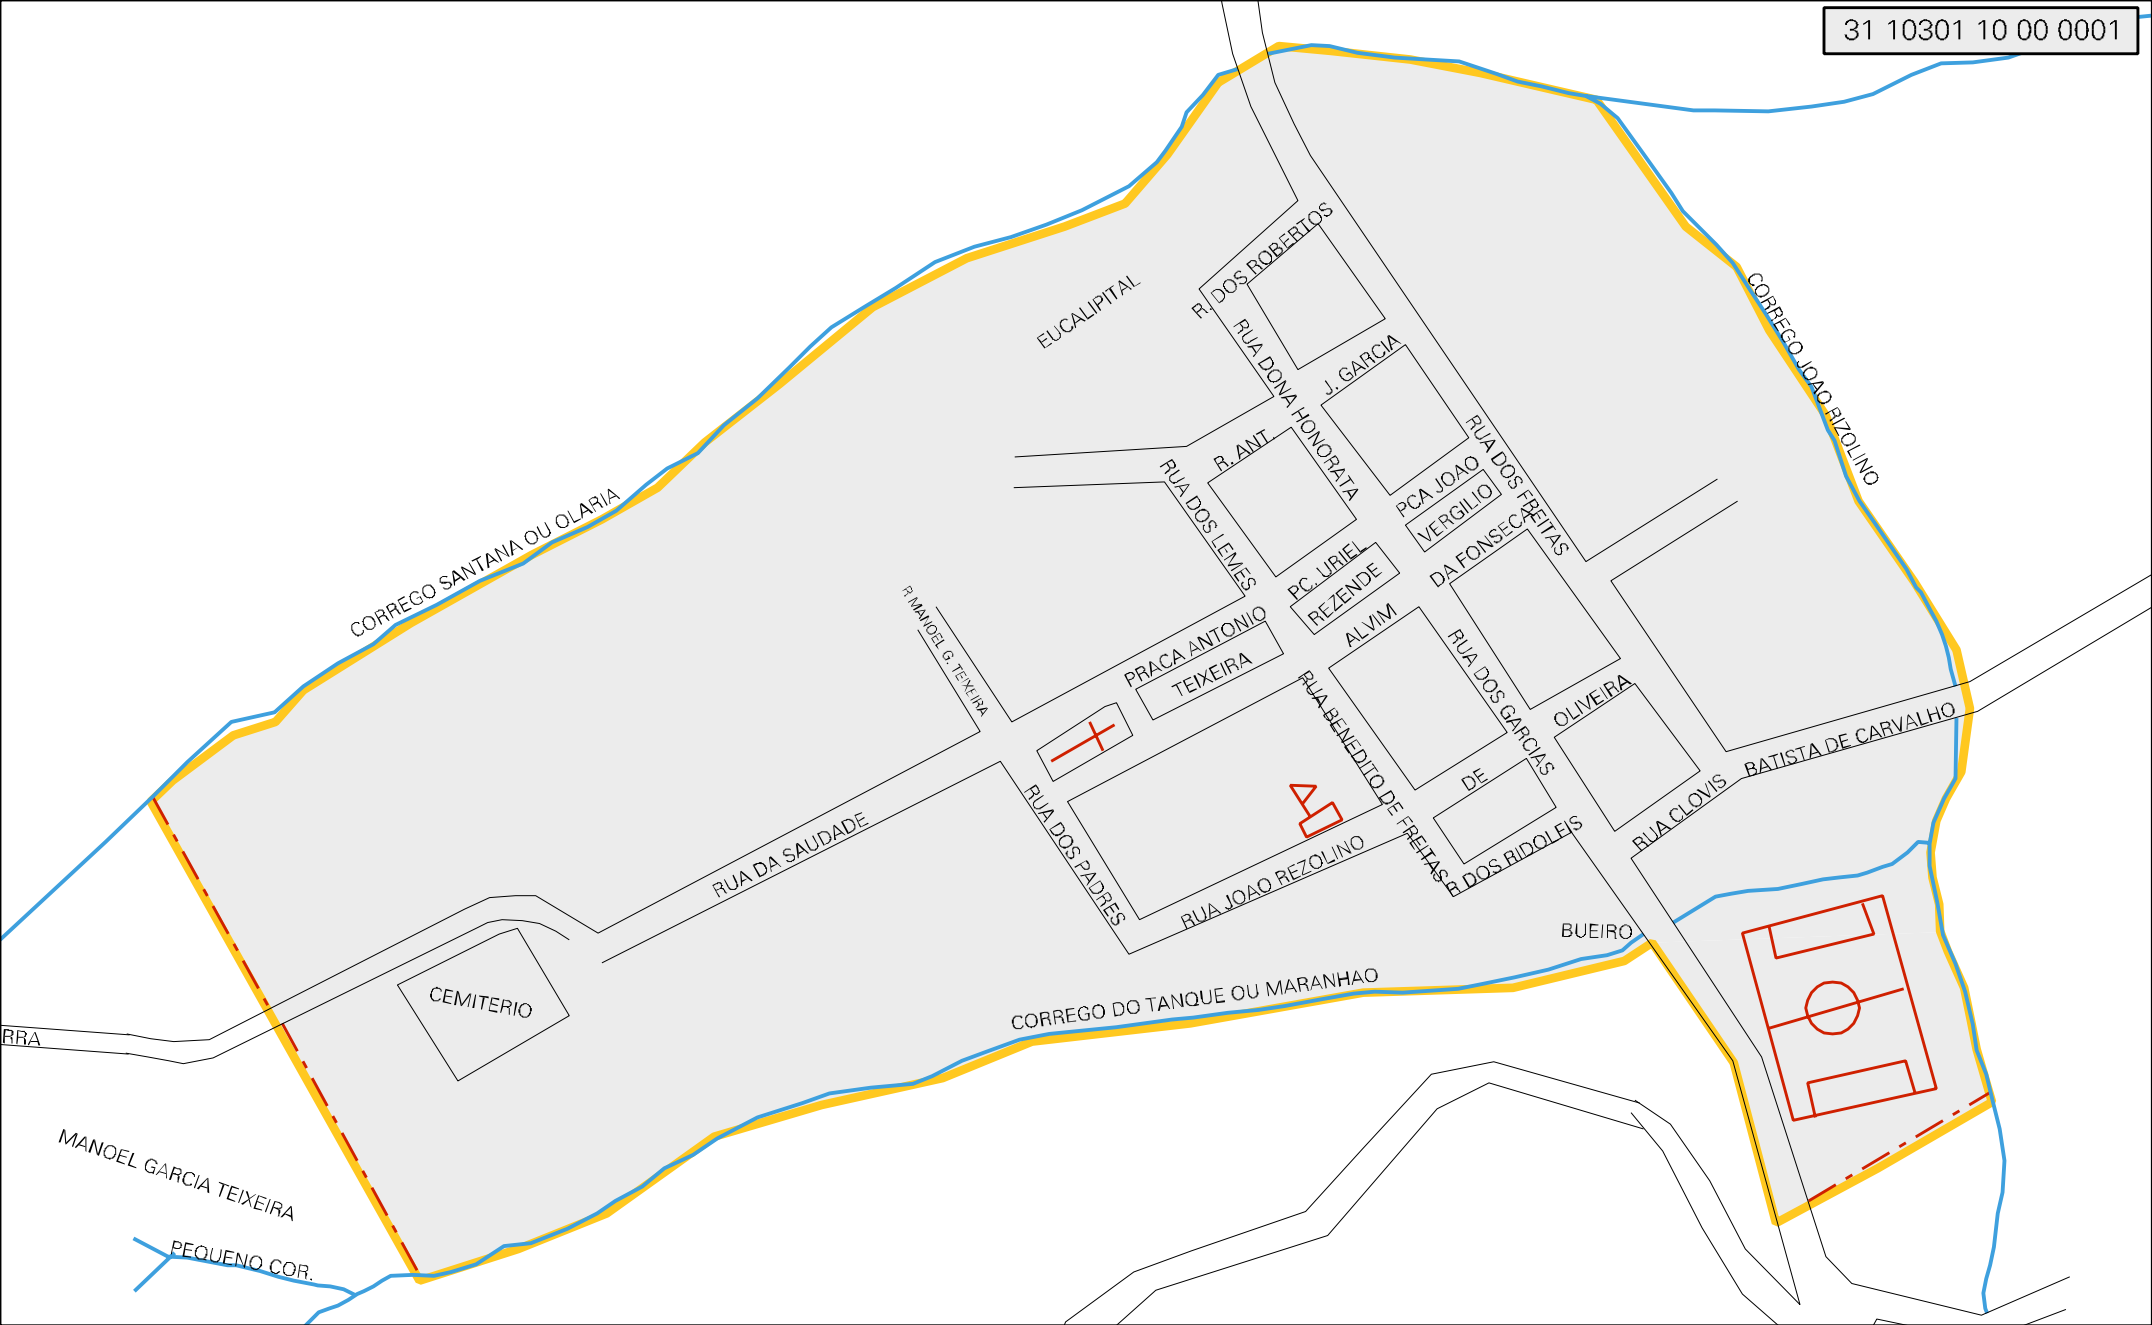 31 10301 10 00 0001
R. DOS ROBERTOS
EUCALIPITAL
CORREGO JOAO RIZOLINO
RUA DONA HONORATA
J. GARCIA
R. ANT.
RUA DOS FREITAS
PCA JOAO
VERGILIO
RUA DOS LEMES
CORREGO SANTANA OU OLARIA
DA FONSECA
PC. URIEL
REZENDE
ALVIM
R MANOEL G. TEIXEIRA
PRACA ANTONIO
TEIXEIRA
RUA DOS GARCIAS
OLIVEIRA
RUA BENEDITO DE FREITAS
BATISTA DE CARVALHO
DE
RUA CLOVIS
RUA DOS PADRES
RUA DA SAUDADE
RUA JOAO REZOLINO
R DOS RIDOLEIS
BUEIRO
CORREGO DO TANQUE OU MARANHAO
CEMITERIO
RRA
MANOEL GARCIA TEIXEIRA
PEQUENO COR.